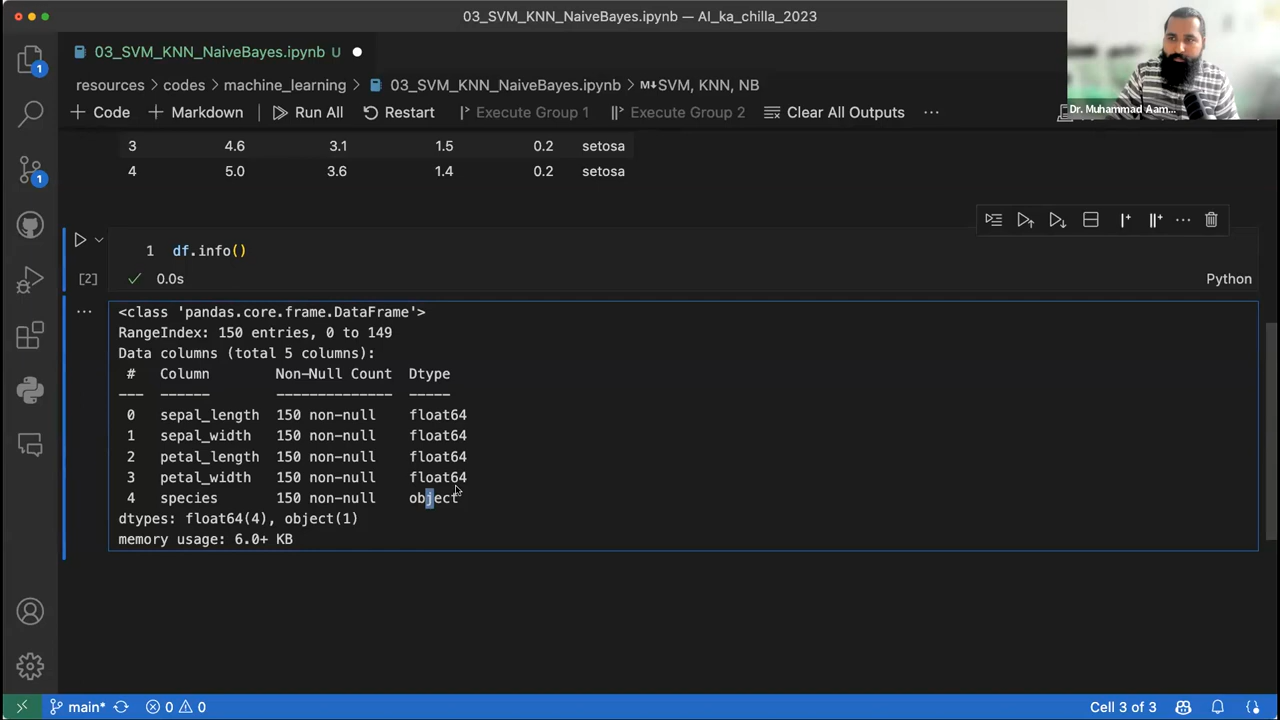 03_SVM_KNN_NaiveBayes.ipynb — AI_ka_chilla_2023
03_SVM_KNN_NaiveBayes.ipynb U
resources > codes > machine_learning > 03_SVM_KNN_NaiveBayes.ipynb > M↓SVM, KNN, NB
Dr. Muhammad Aam...
+ Code + Markdown Run All Restart Execute Group 1 Execute Group 2 Clear All Outputs ...
3 4.6 3.1 1.5 0.2 setosa
4 5.0 3.6 1.4 0.2 setosa
1 df.info()
[2] 0.0s Python
<class 'pandas.core.frame.DataFrame'>
RangeIndex: 150 entries, 0 to 149
Data columns (total 5 columns):
# Column Non-Null Count Dtype
--- ------ -------------- -----
0 sepal_length 150 non-null float64
1 sepal_width 150 non-null float64
2 petal_length 150 non-null float64
3 petal_width 150 non-null float64
4 species 150 non-null object
dtypes: float64(4), object(1)
memory usage: 6.0+ KB
1
1
main* 0 0 Cell 3 of 3